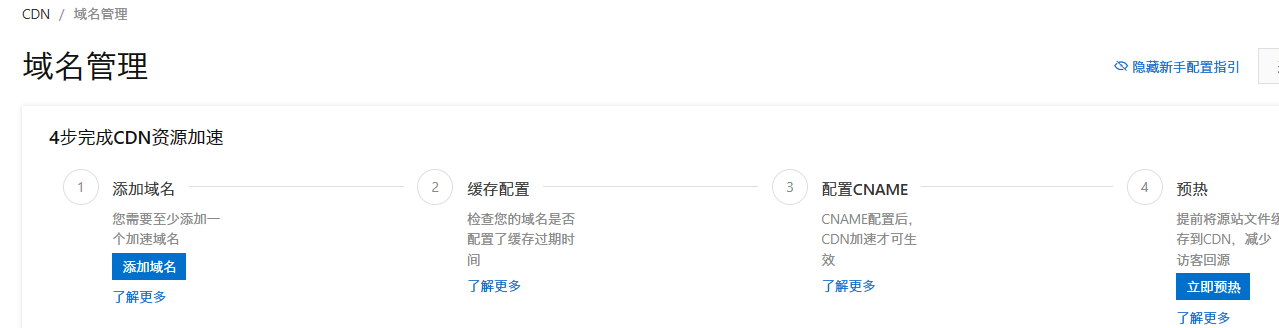 CDN / 域名管理
域名管理
隐藏新手配置指引
4步完成CDN资源加速
1 添加域名
您需要至少添加一
个加速域名
添加域名
了解更多
2 缓存配置
检查您的域名是否
配置了缓存过期时
间
了解更多
3 配置CNAME
CNAME配置后，
CDN加速才可生
效
了解更多
4 预热
提前将源站文件缓
存到CDN，减少
访客回源
立即预热
了解更多